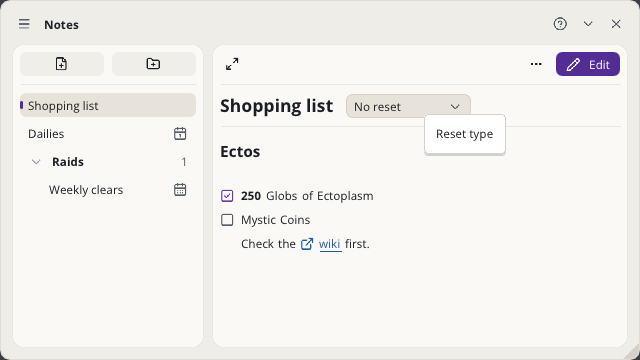 Notes
Edit
Shopping list
Dailies
1
Raids
1
Weekly clears
Shopping list
No reset
Reset type
Ectos
250 Globs of Ectoplasm
Mystic Coins
Check the wiki first.